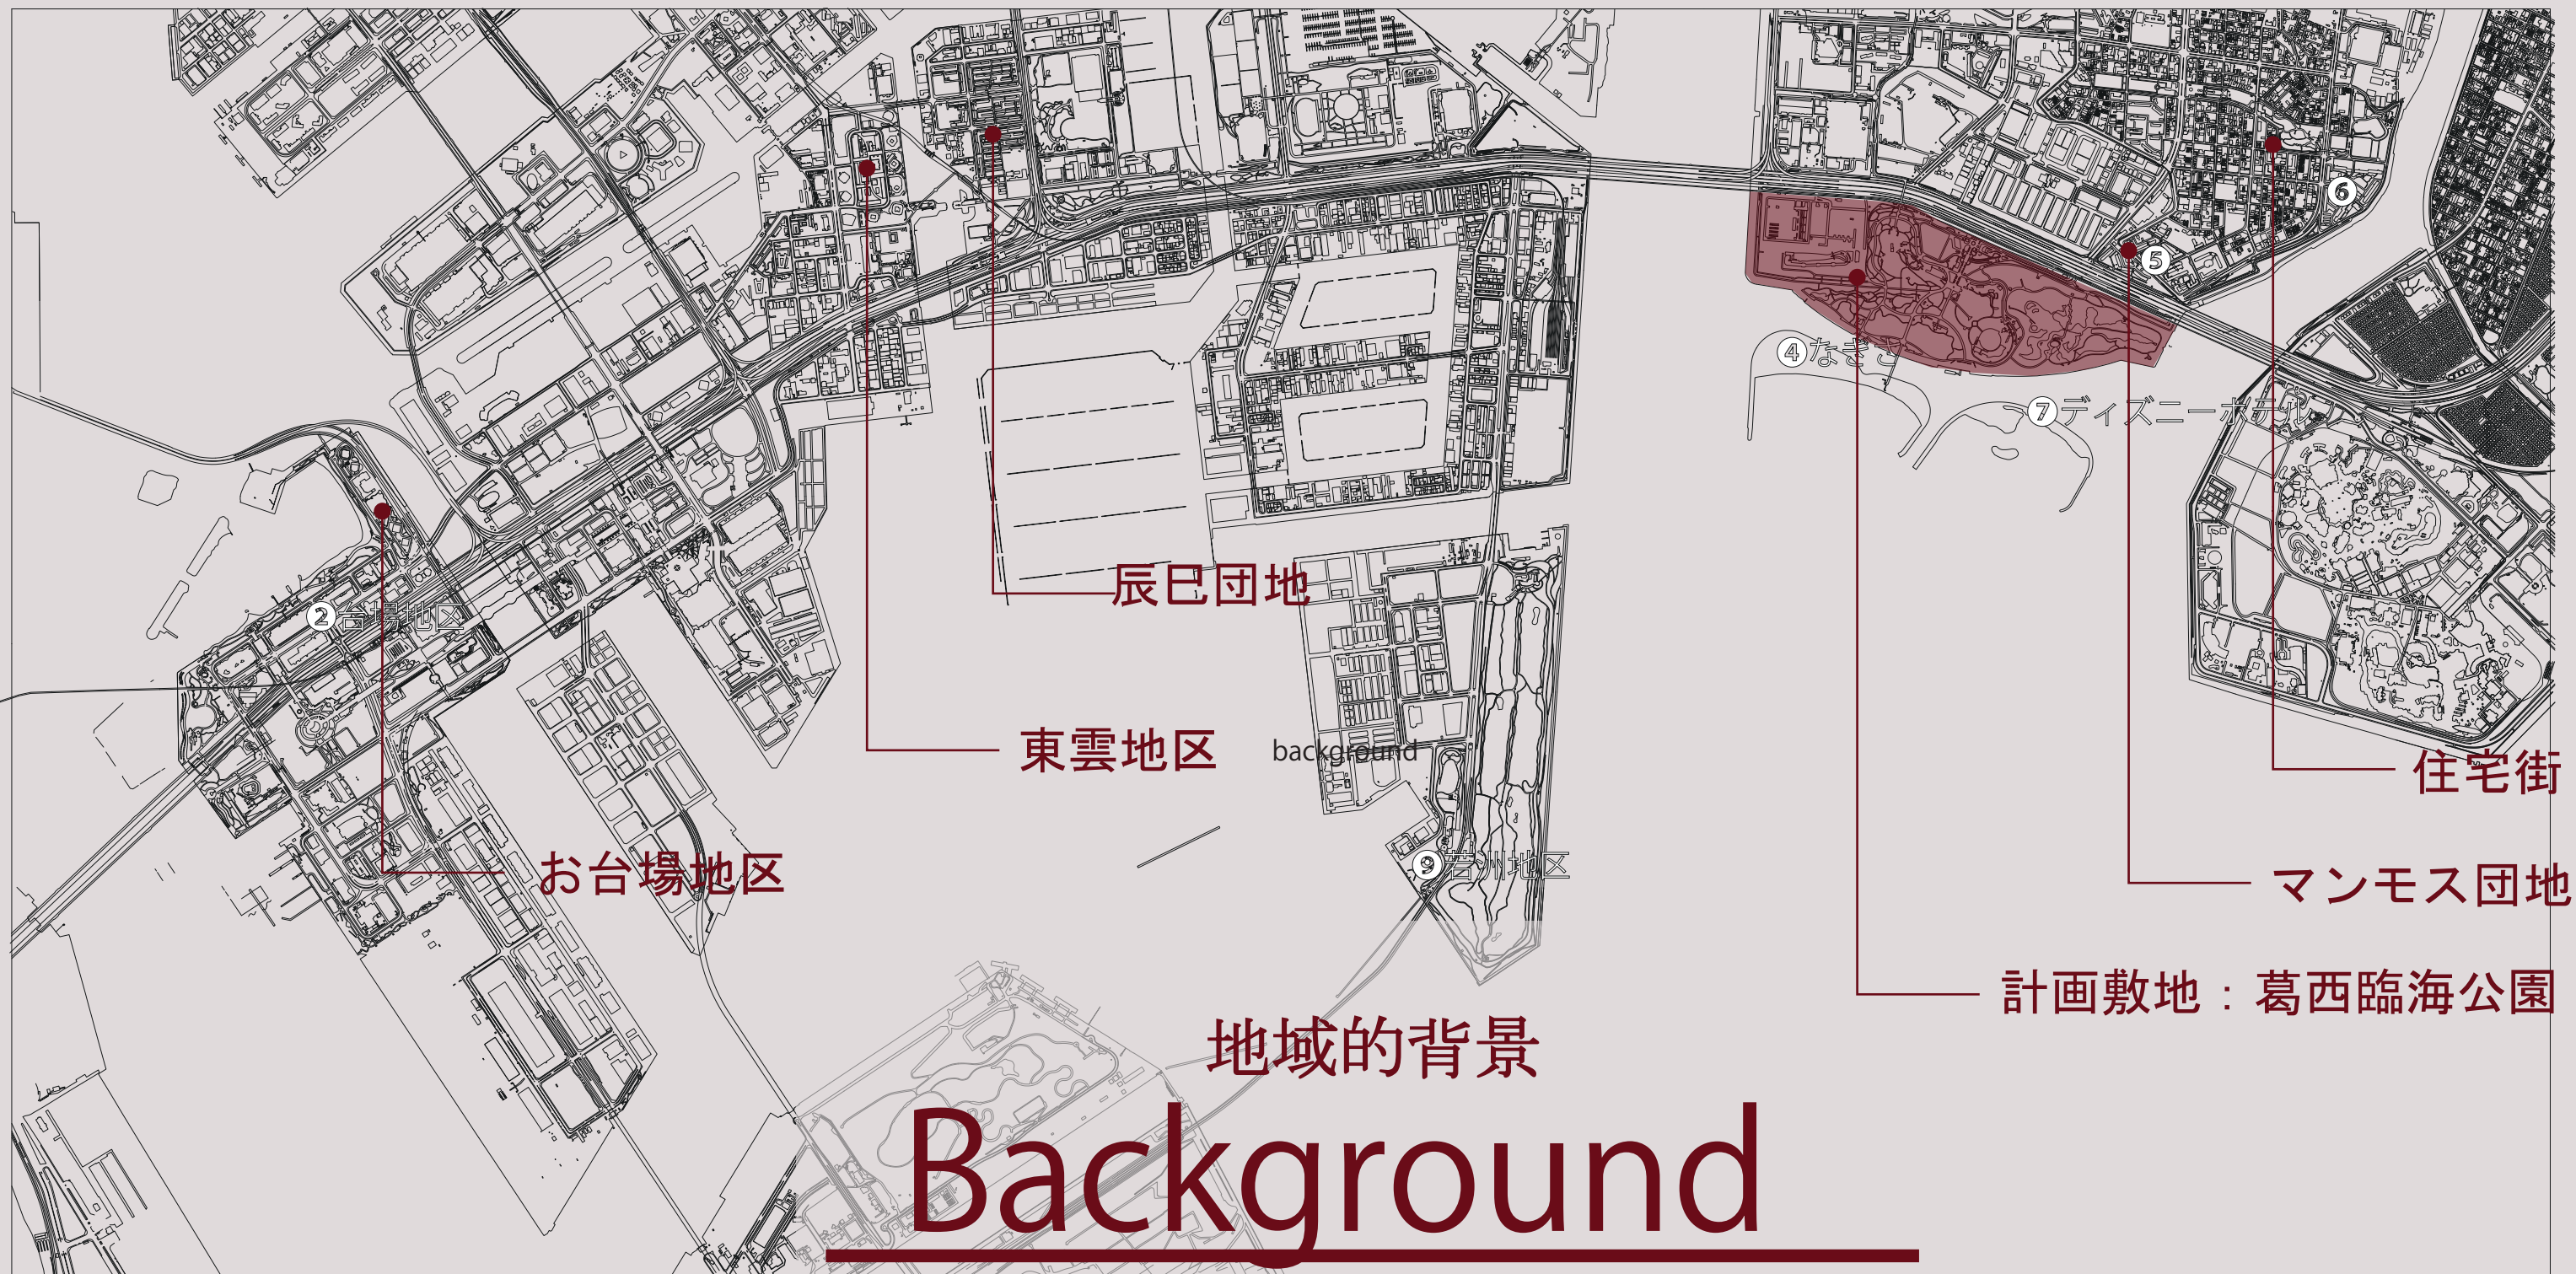 ⑥
⑤
④なぎさ
⑦ディズニーホテル
辰巳団地
②台場地区
東雲地区
background
住宅街
お台場地区
⑨若洲地区
マンモス団地
計画敷地：葛西臨海公園
地域的背景
Background